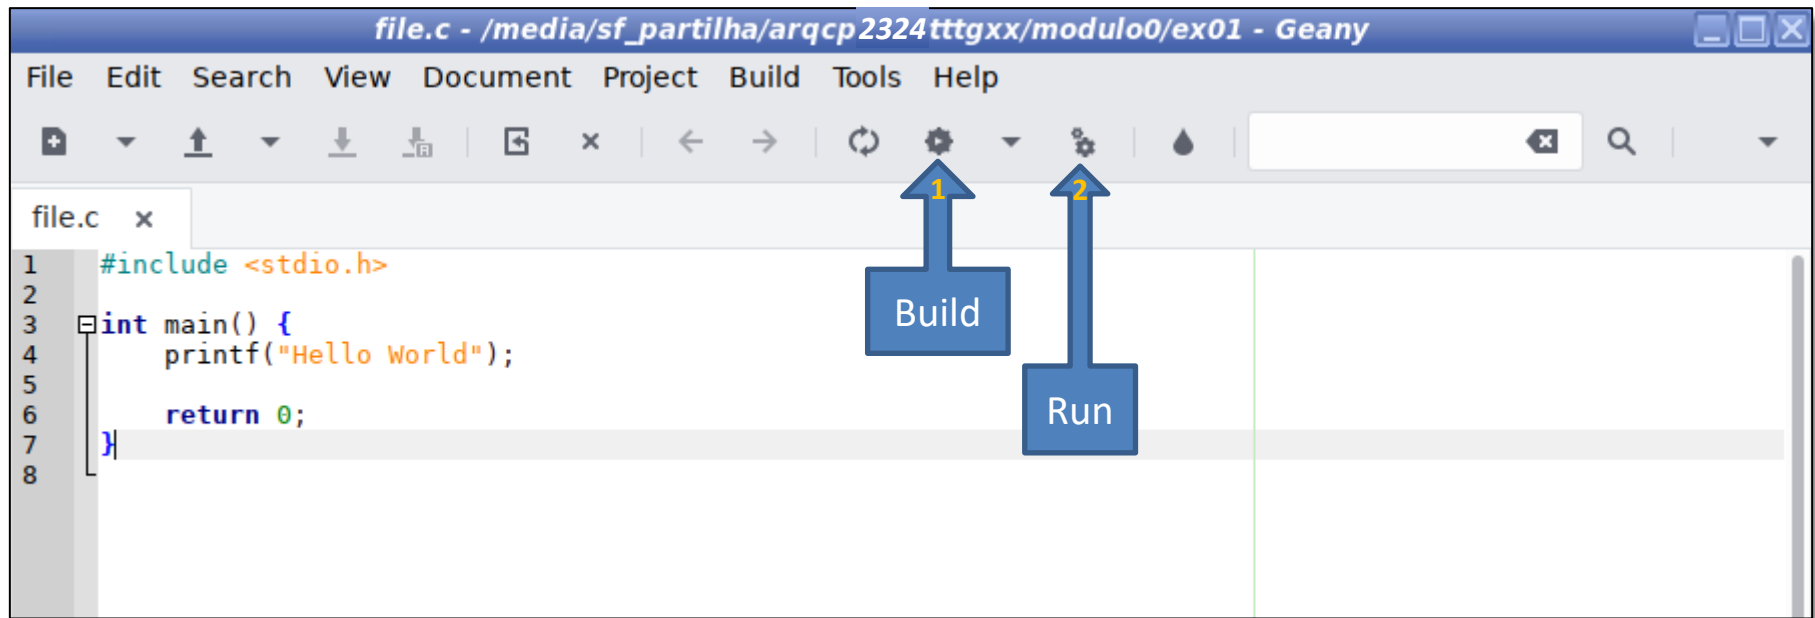 file.c - /media/sf_partilha/arqcp2324tttgxx/modulo0/ex01 - Geany
File Edit Search View Document Project Build Tools Help
file.c
1 2
1 #include <stdio.h>
2
3 int main() {
4     printf("Hello World");
5
6     return 0;
7 }
8
Build
Run